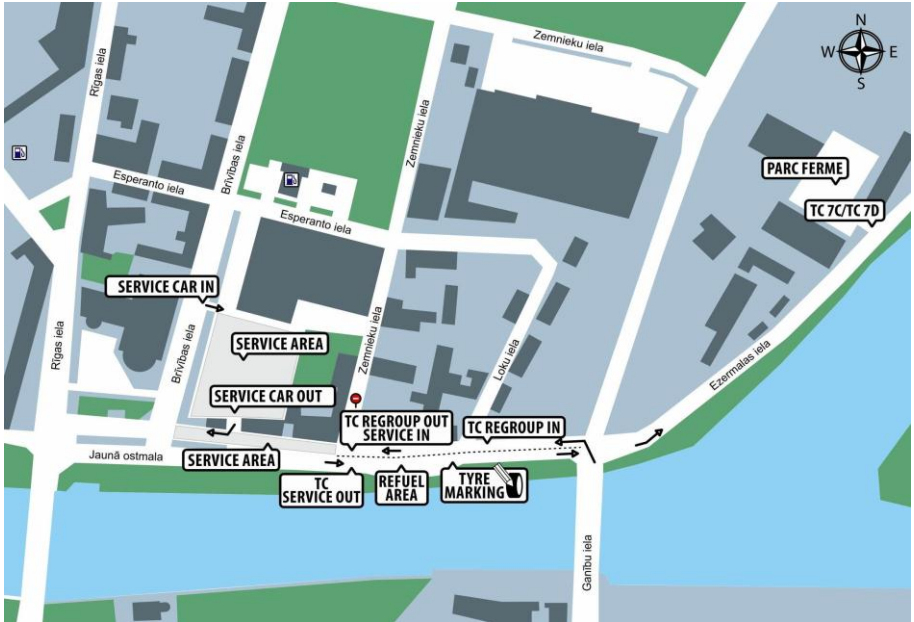 Zemnieku iela
N
W E
S
Rīgas iela
Brīvības iela
Zemnieku iela
PARC FERME
Esperanto iela
Esperanto iela
TC 7C/TC 7D
SERVICE CAR IN
SERVICE AREA
Rīgas iela
Brīvības iela
Zemnieku iela
Loku iela
Ezermalas iela
SERVICE CAR OUT
TC REGROUP OUT
SERVICE IN
TC REGROUP IN
Jaunā ostmala
SERVICE AREA
TC
SERVICE OUT
REFUEL
AREA
TYRE
MARKING
Ganību iela